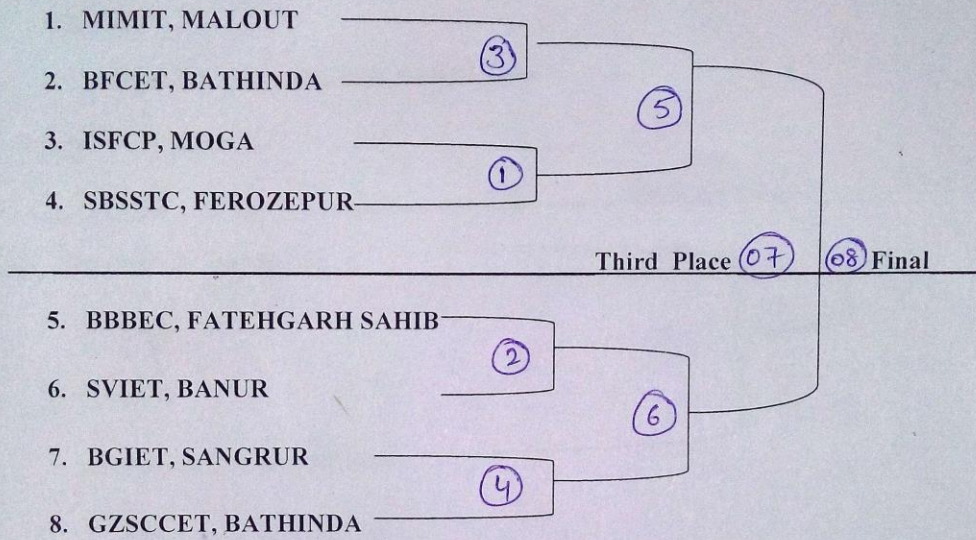 1. MIMIT, MALOUT
3
2. BFCET, BATHINDA
5
3. ISFCP, MOGA
1
4. SBSSTC, FEROZEPUR
Third Place 07 08 Final
5. BBBEC, FATEHGARH SAHIB
2
6. SVIET, BANUR
6
7. BGIET, SANGRUR
4
8. GZSCCET, BATHINDA